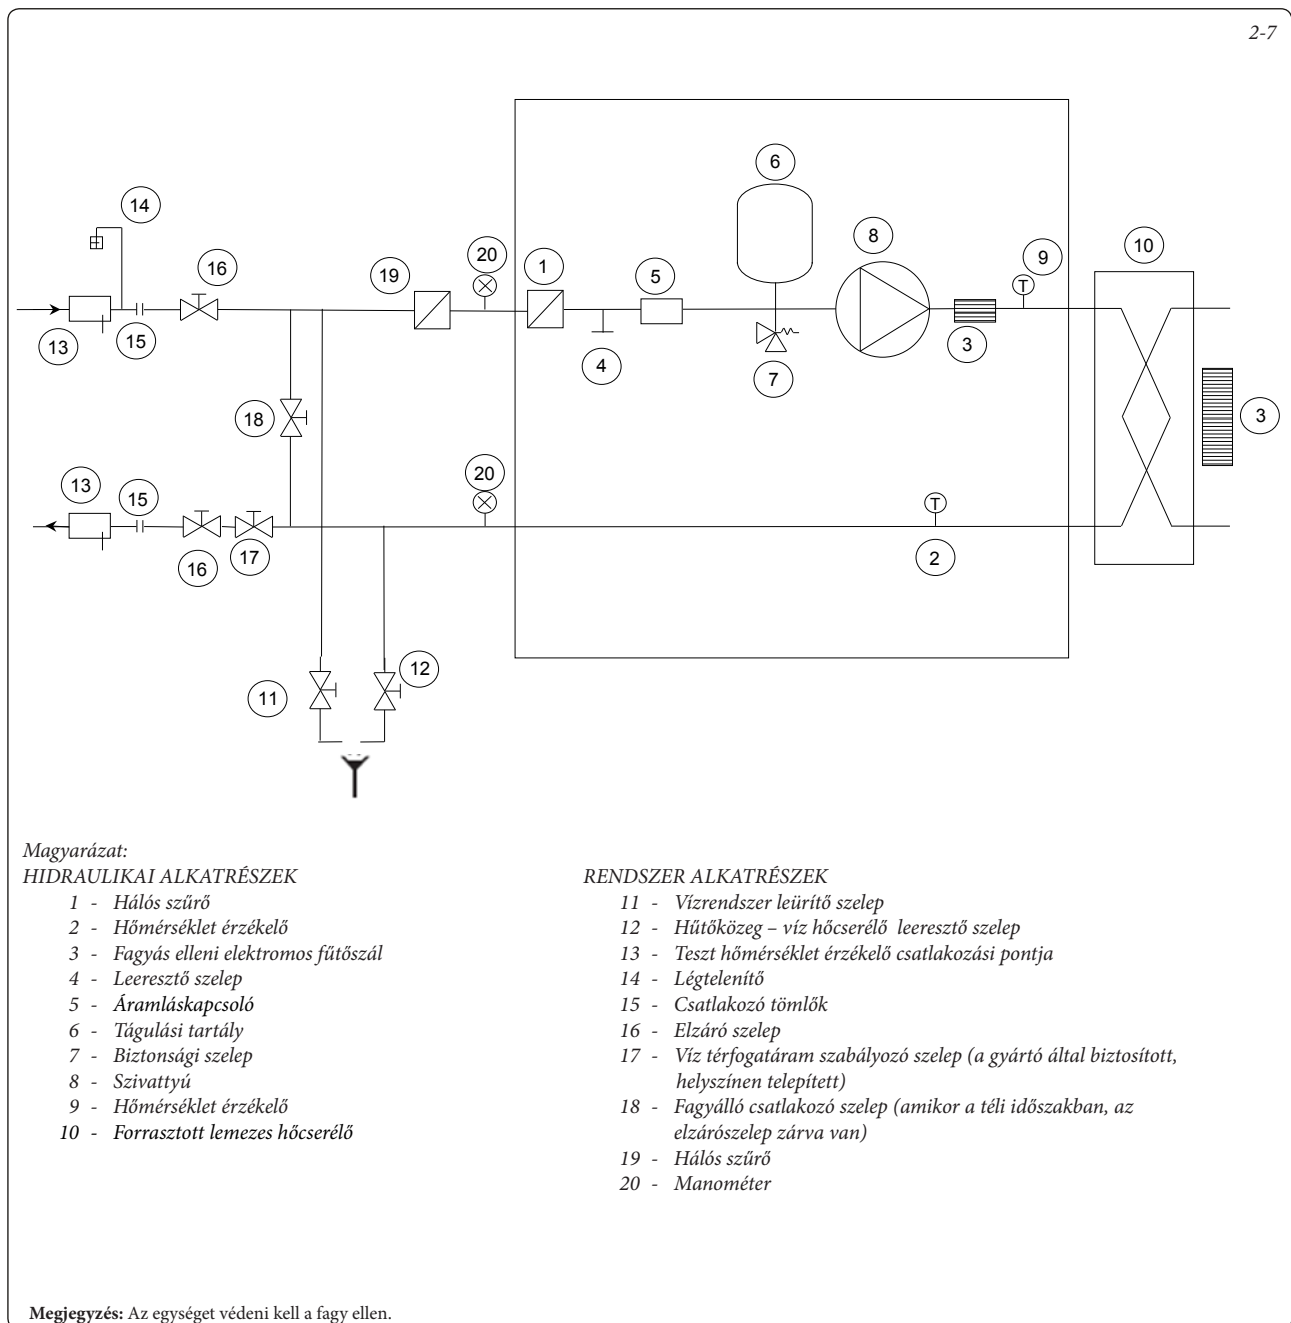 2-7
14
16
19
20
1
5
6
8
9
10
13
15
4
7
3
18
3
13
15
20
16
17
2
11
12
T
T
Magyarázat:
HIDRAULIKAI ALKATRÉSZEK
1 - Hálós szűrő
2 - Hőmérséklet érzékelő
3 - Fagyás elleni elektromos fűtőszál
4 - Leeresztő szelep
5 - Áramláskapcsoló
6 - Tágulási tartály
7 - Biztonsági szelep
8 - Szivattyú
9 - Hőmérséklet érzékelő
10 - Forrasztott lemezes hőcserélő
RENDSZER ALKATRÉSZEK
11 - Vízrendszer leürítő szelep
12 - Hűtőközeg – víz hőcserélő leeresztő szelep
13 - Teszt hőmérséklet érzékelő csatlakozási pontja
14 - Légtelenítő
15 - Csatlakozó tömlők
16 - Elzáró szelep
17 - Víz térfogatáram szabályozó szelep (a gyártó által biztosított,
helyszínen telepített)
18 - Fagyálló csatlakozó szelep (amikor a téli időszakban, az
elzárószelep zárva van)
19 - Hálós szűrő
20 - Manométer
Megjegyzés: Az egységet védeni kell a fagy ellen.